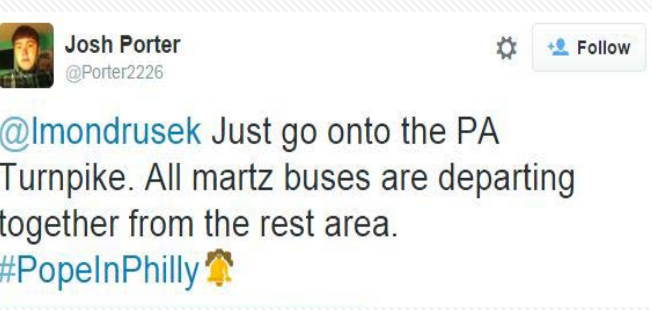 Josh Porter
@Porter2226
Follow
@lmondrusek Just go onto the PA
Turnpike. All martz buses are departing
together from the rest area.
#PopeInPhilly